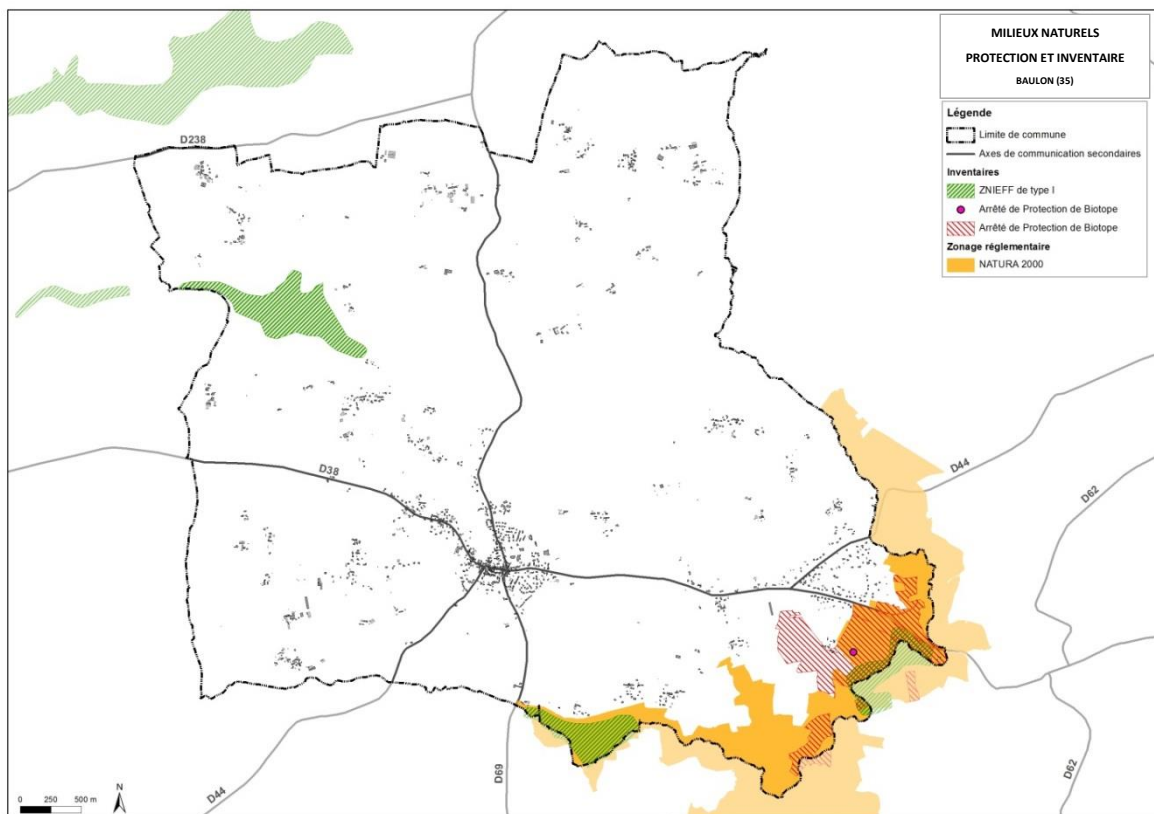 MILIEUX NATURELS
PROTECTION ET INVENTAIRE
BAULON (35)
Légende
Limite de commune
Axes de communication secondaires
Inventaires
ZNIEFF de type I
Arrêté de Protection de Biotope
Arrêté de Protection de Biotope
Zonage réglementaire
NATURA 2000
D238
D38
D44
D62
D62
D69
D44
N
0 250 500 m